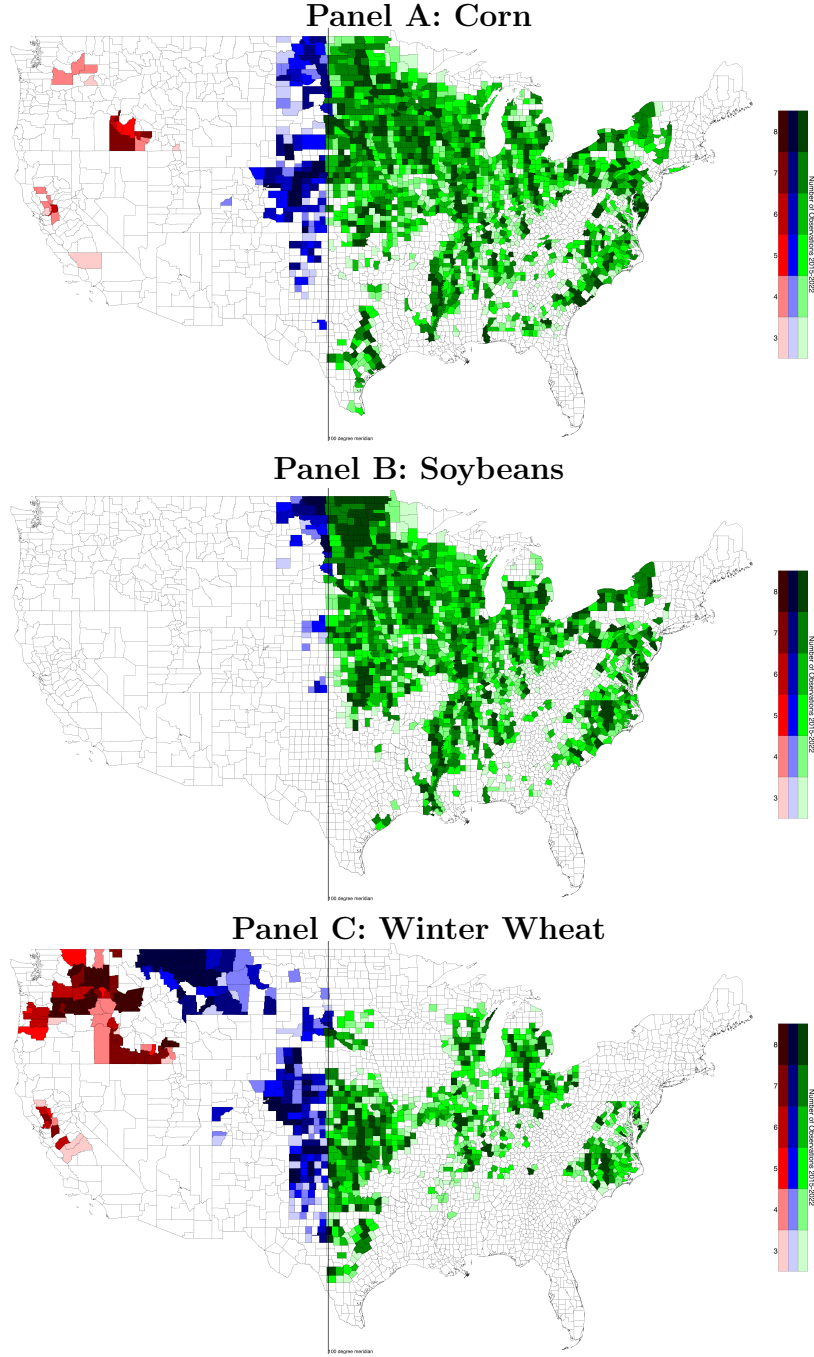 Panel A: Corn
8
7
6
5
4
3
Number of Observations 2015-2022
100 degree meridian
Panel B: Soybeans
8
7
6
5
4
3
Number of Observations 2015-2022
100 degree meridian
Panel C: Winter Wheat
8
7
6
5
4
3
Number of Observations 2015-2022
100 degree meridian